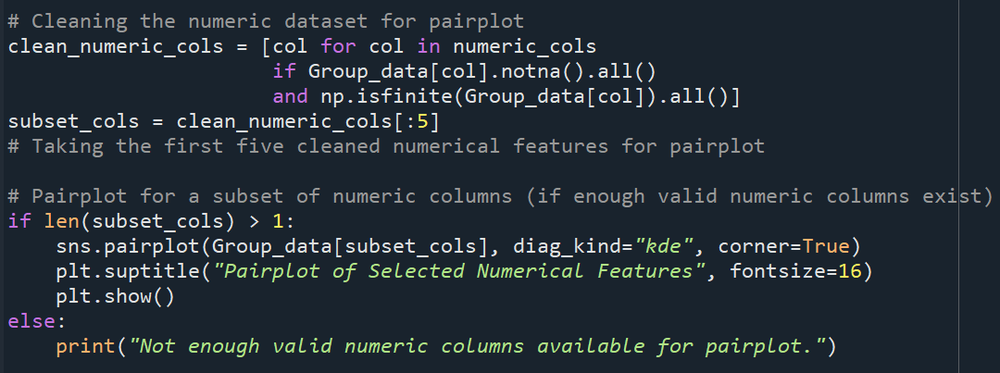 # Cleaning the numeric dataset for pairplot
clean_numeric_cols = [col for col in numeric_cols
                      if Group_data[col].notna().all()
                      and np.isfinite(Group_data[col]).all()]
subset_cols = clean_numeric_cols[:5]
# Taking the first five cleaned numerical features for pairplot

# Pairplot for a subset of numeric columns (if enough valid numeric columns exist)
if len(subset_cols) > 1:
    sns.pairplot(Group_data[subset_cols], diag_kind="kde", corner=True)
    plt.suptitle("Pairplot of Selected Numerical Features", fontsize=16)
    plt.show()
else:
    print("Not enough valid numeric columns available for pairplot.")